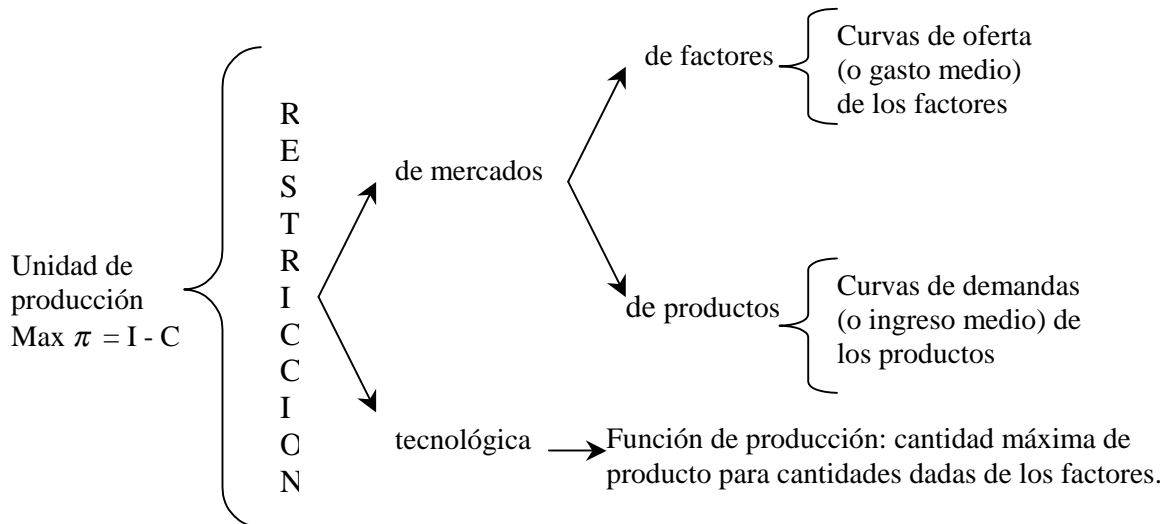 Unidad de
producción
Max π = I - C
R
E
S
T
R
I
C
C
I
O
N
de mercados
de factores
Curvas de oferta
(o gasto medio)
de los factores
de productos
Curvas de demandas
(o ingreso medio) de
los productos
tecnológica
Función de producción: cantidad máxima de
producto para cantidades dadas de los factores.